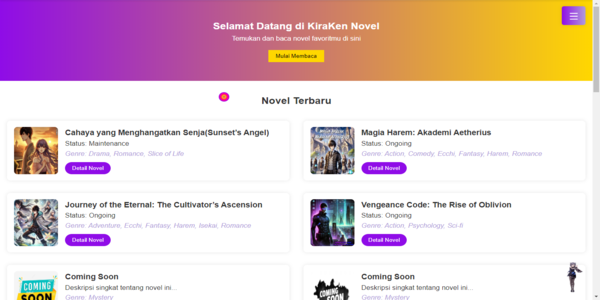 Selamat Datang di KiraKen Novel
Temukan dan baca novel favoritmu di sini
Mulai Membaca
Novel Terbaru
Cahaya yang Menghangatkan Senja(Sunset's Angel)
Status: Maintenance
Genre: Drama, Romance, Slice of Life
Detail Novel
Magia Harem: Akademi Aetherius
Status: Ongoing
Genre: Action, Comedy, Ecchi, Fantasy, Harem, Romance
Detail Novel
Journey of the Eternal: The Cultivator's Ascension
Status: Ongoing
Genre: Adventure, Ecchi, Fantasy, Harem, Isekai, Romance
Detail Novel
Vengeance Code: The Rise of Oblivion
Status: Ongoing
Genre: Action, Psychology, Sci-fi
Detail Novel
COMING
SOON
Coming Soon
Deskripsi singkat tentang novel ini...
Genre: Mystery
COMING
SOON
Coming Soon
Deskripsi singkat tentang novel ini...
Genre: Mystery